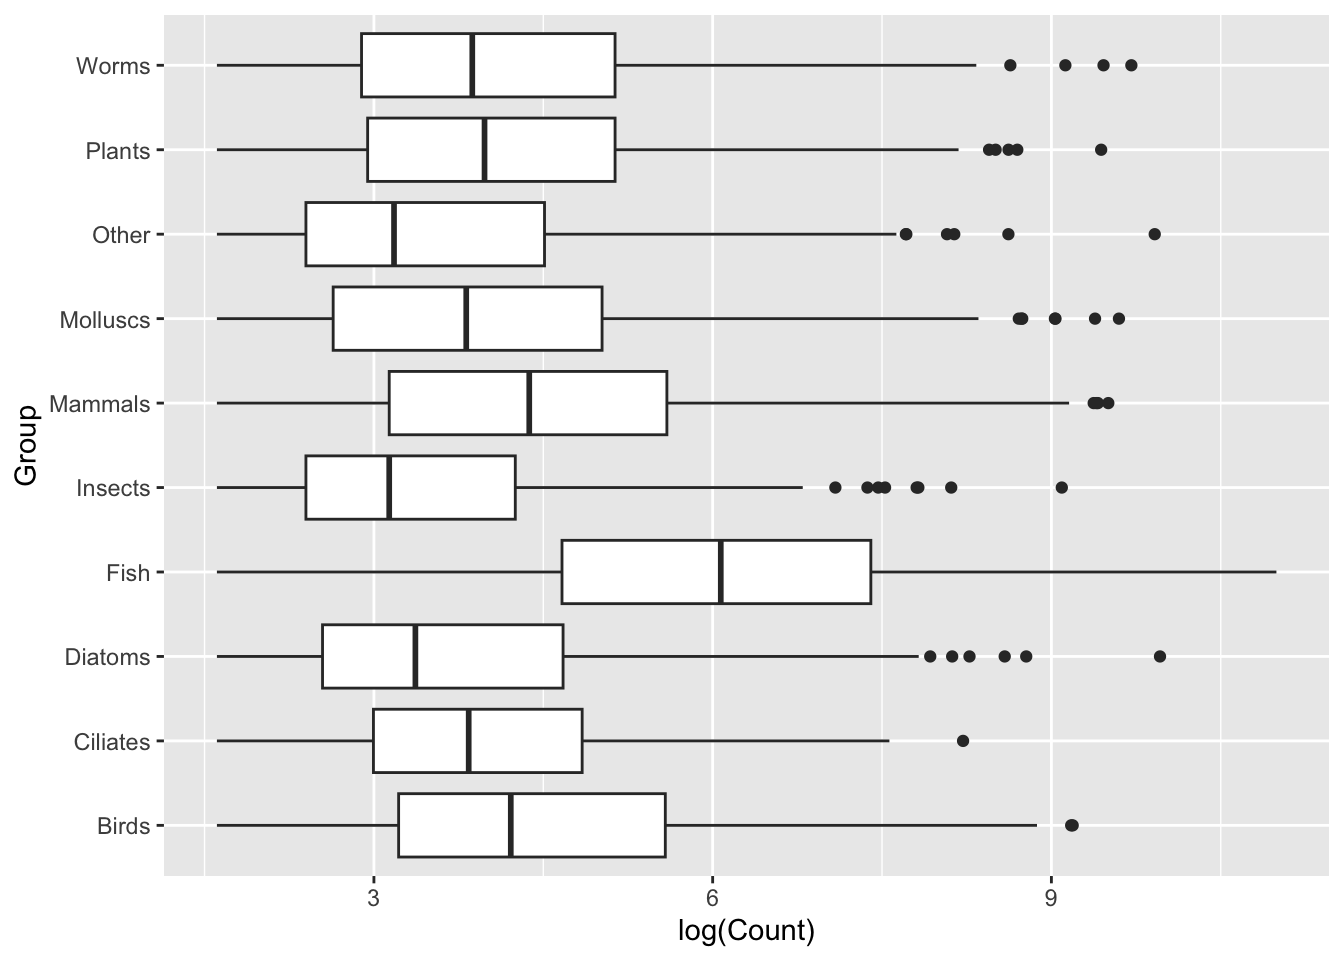 Worms
Plants
Other
Molluscs
Mammals
Insects
Fish
Diatoms
Ciliates
Birds
Group
3 6 9
log(Count)